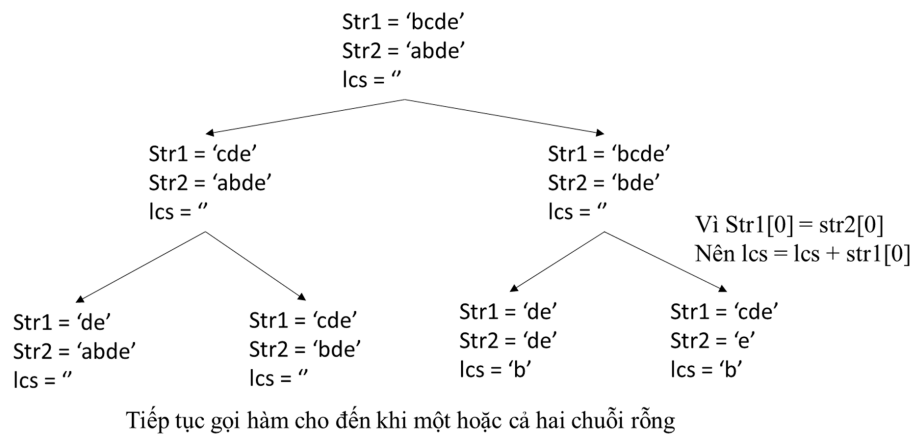 Str1 = ‘bcde’
Str2 = ‘abde’
lcs = ‘’
Str1 = ‘cde’
Str2 = ‘abde’
lcs = ‘’
Str1 = ‘bcde’
Str2 = ‘bde’
lcs = ‘’
Vì Str1[0] = str2[0]
Nên lcs = lcs + str1[0]
Str1 = ‘de’
Str2 = ‘abde’
lcs = ‘’
Str1 = ‘cde’
Str2 = ‘bde’
lcs = ‘’
Str1 = ‘de’
Str2 = ‘de’
lcs = ‘b’
Str1 = ‘cde’
Str2 = ‘e’
lcs = ‘b’
Tiếp tục gọi hàm cho đến khi một hoặc cả hai chuỗi rỗng